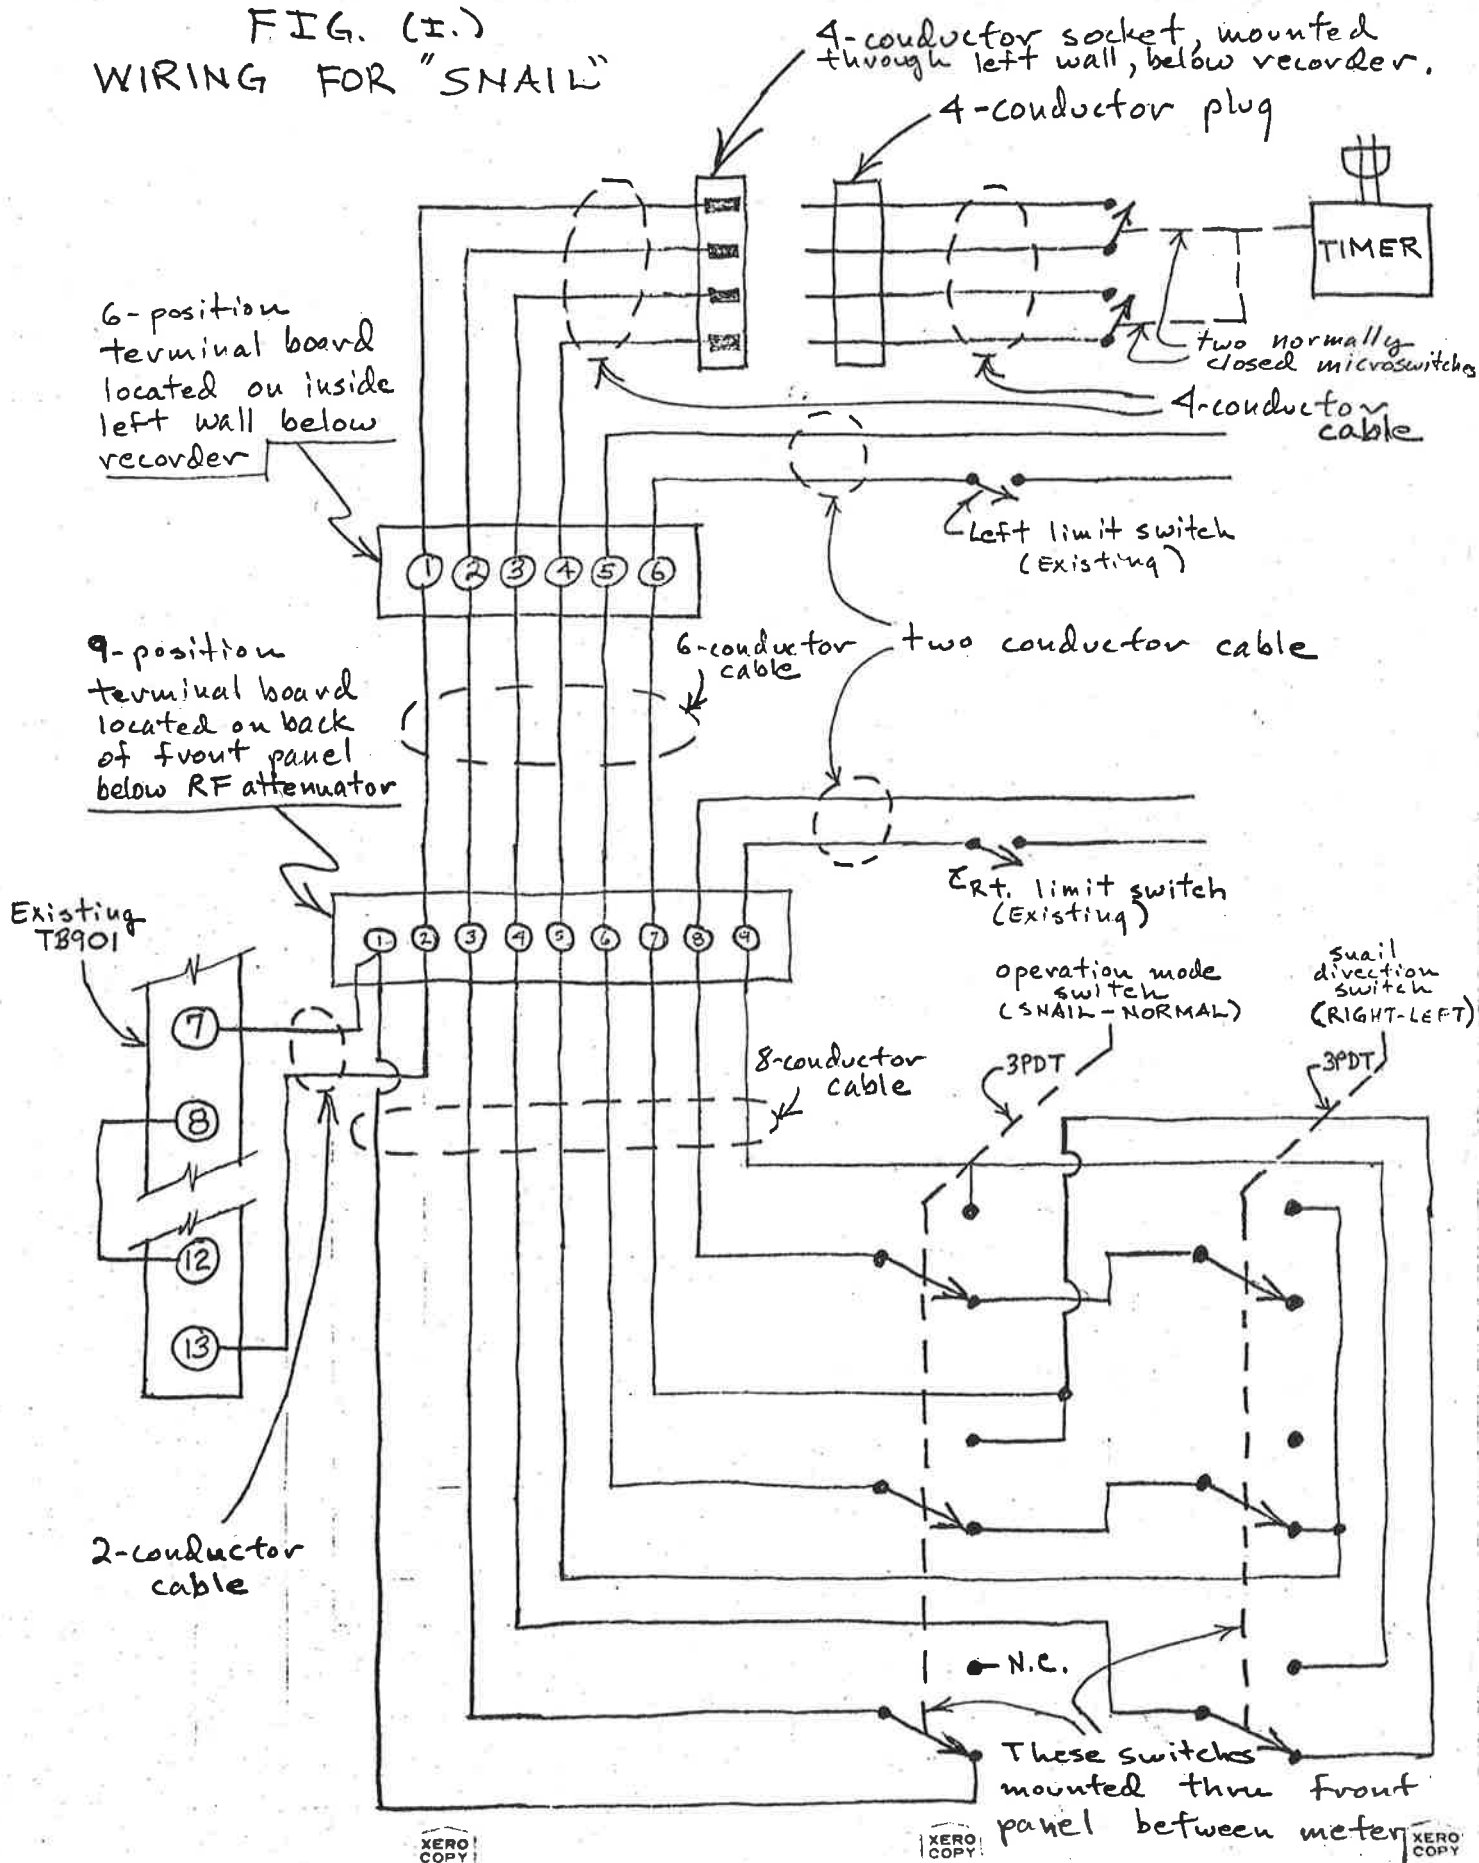 FIG. (I.)
WIRING FOR "SNAIL"
4-conductor socket, mounted
through left wall, below recorder.
4-conductor plug
TIMER
two normally
closed microswitches
4-conductor
cable
6-position
terminal board
located on inside
left wall below
recorder
Left limit switch
(Existing)
1 2 3 4 5 6
9-position
terminal board
located on back
of front panel
below RF attenuator
6-conductor
cable
two conductor cable
Rt. limit switch
(Existing)
Existing
TB901
1 2 3 4 5 6 7 8 9
operation mode
switch
(SNAIL-NORMAL)
snail
direction
switch
(RIGHT-LEFT)
7
8-conductor
cable
3PDT
3PDT
8
12
13
2-conductor
cable
N.C.
These switches
mounted thru front
panel between meter
XERO
COPY
XERO
COPY
XERO
COPY